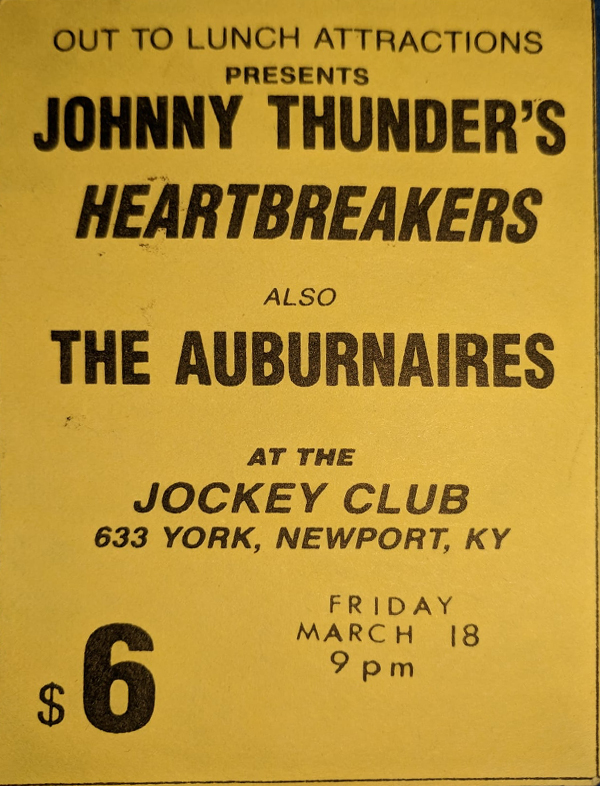 OUT TO LUNCH ATTRACTIONS
PRESENTS
JOHNNY THUNDER'S
HEARTBREAKERS
ALSO
THE AUBURNAIRES
AT THE
JOCKEY CLUB
633 YORK, NEWPORT, KY
FRIDAY
MARCH 18
9 pm
$6